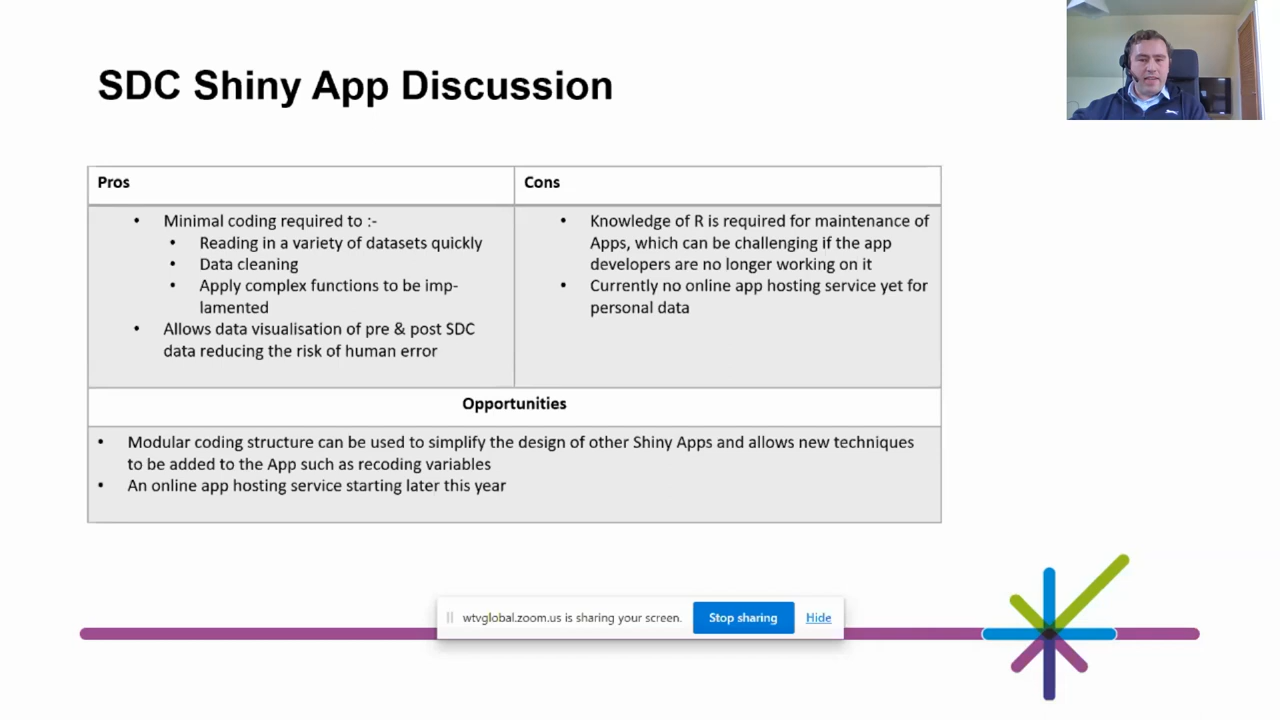 SDC Shiny App Discussion
Pros
Cons
• Minimal coding required to :-
• Reading in a variety of datasets quickly
• Data cleaning
• Apply complex functions to be imp-
lamented
• Allows data visualisation of pre & post SDC
data reducing the risk of human error
• Knowledge of R is required for maintenance of
Apps, which can be challenging if the app
developers are no longer working on it
• Currently no online app hosting service yet for
personal data
Opportunities
• Modular coding structure can be used to simplify the design of other Shiny Apps and allows new techniques
to be added to the App such as recoding variables
• An online app hosting service starting later this year
wtvglobal.zoom.us is sharing your screen.
Stop sharing
Hide